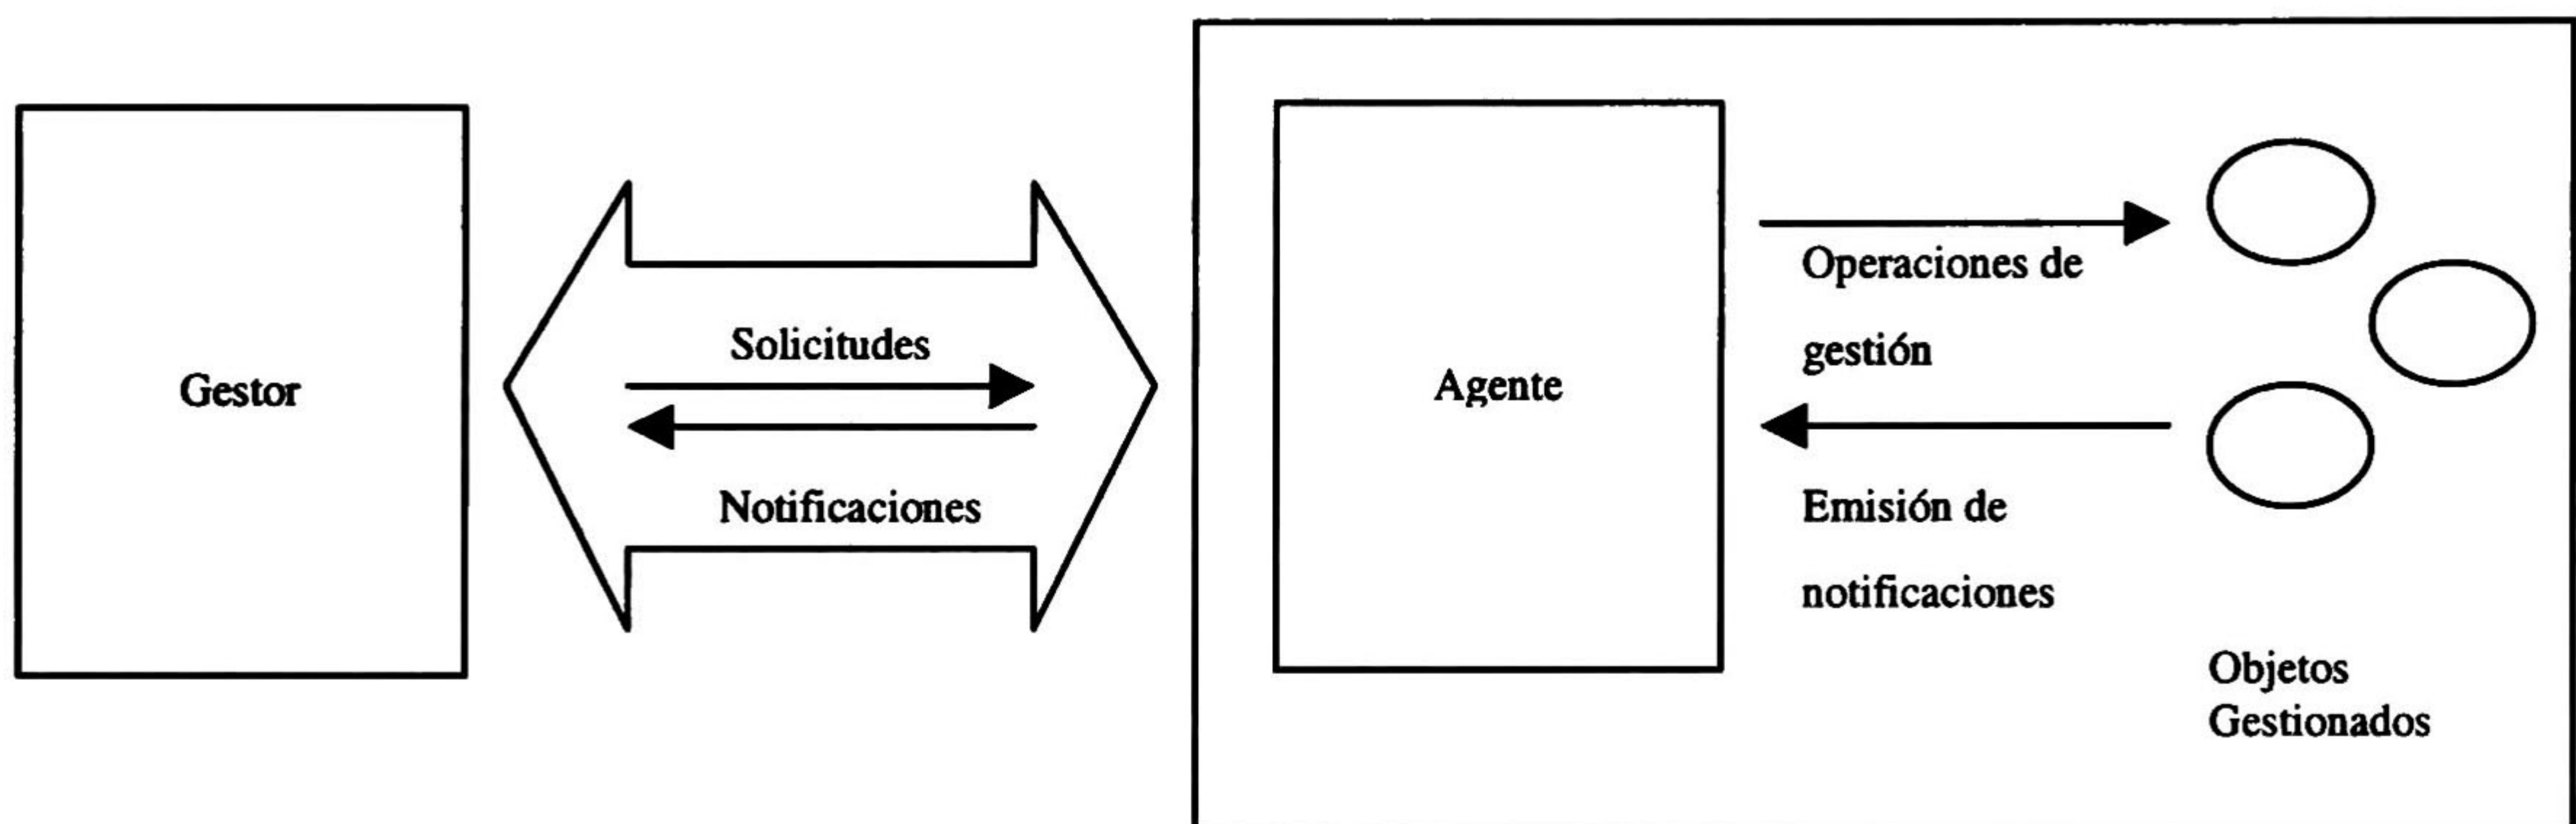 Gestor
Solicitudes
Notificaciones
Agente
Operaciones de
gestión
Emisión de
notificaciones
Objetos
Gestionados